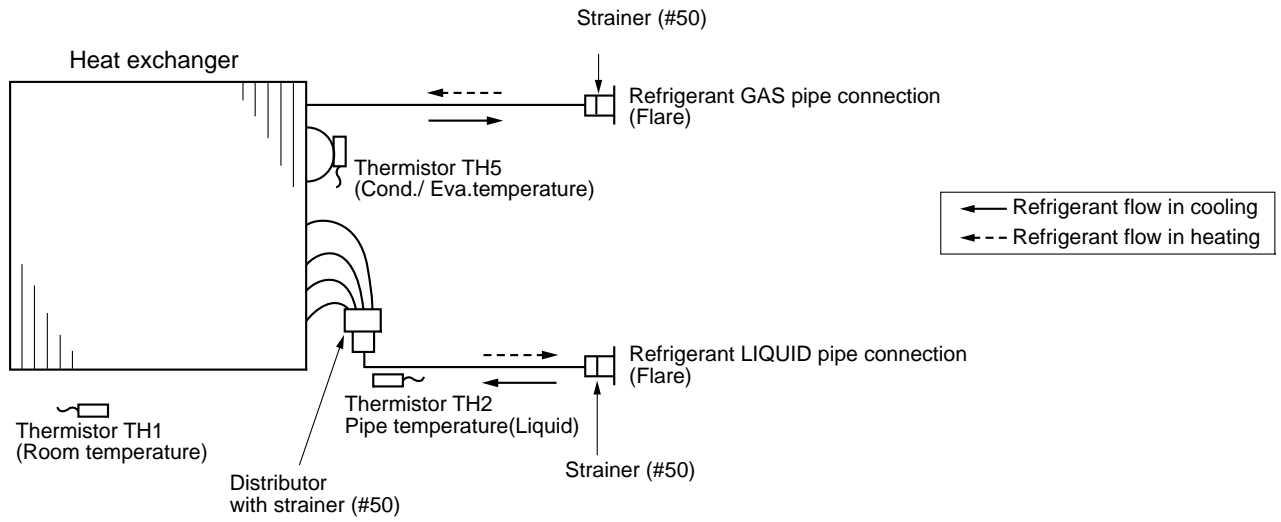 Strainer (#50)
Heat exchanger
Refrigerant GAS pipe connection
(Flare)
Thermistor TH5
(Cond./ Eva.temperature)
Refrigerant flow in cooling
Refrigerant flow in heating
Refrigerant LIQUID pipe connection
(Flare)
Thermistor TH2
Pipe temperature(Liquid)
Thermistor TH1
(Room temperature)
Strainer (#50)
Distributor
with strainer (#50)